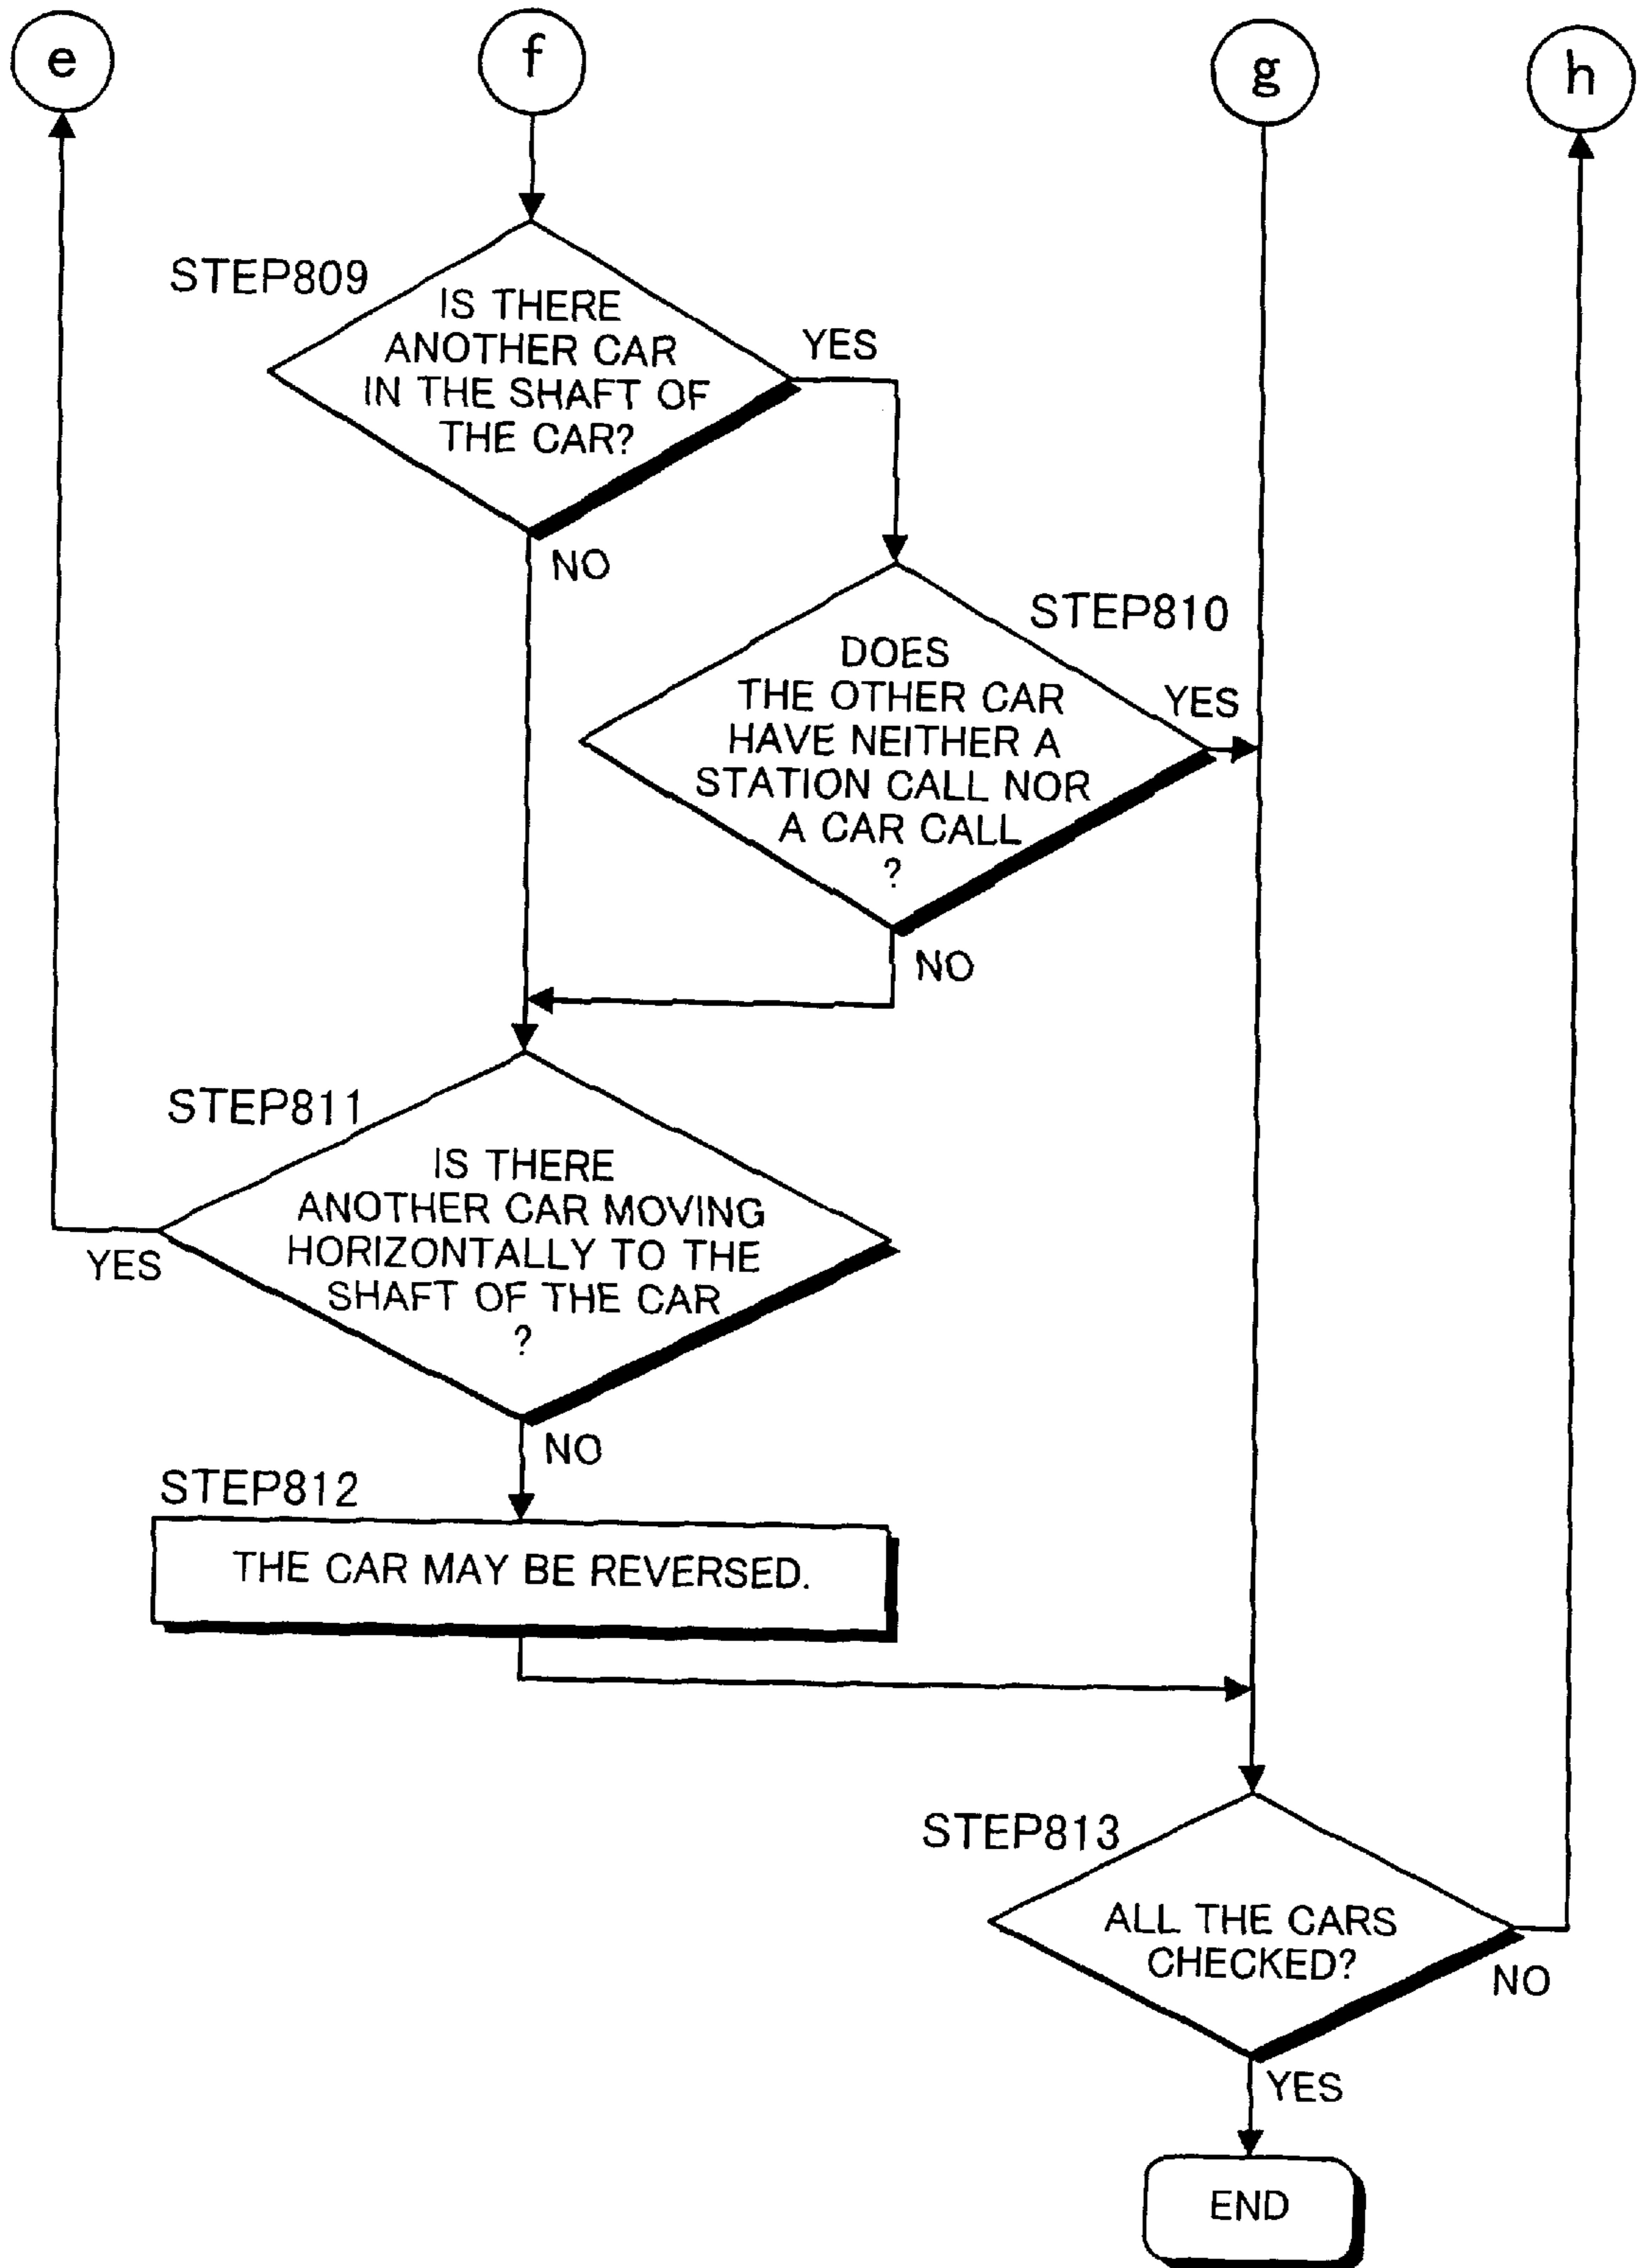 e
f
g
h
STEP809
IS THERE
ANOTHER CAR
IN THE SHAFT OF
THE CAR?
YES
NO
STEP810
DOES
THE OTHER CAR
HAVE NEITHER A
STATION CALL NOR
A CAR CALL
?
YES
NO
STEP811
IS THERE
ANOTHER CAR MOVING
HORIZONTALLY TO THE
SHAFT OF THE CAR
?
YES
NO
STEP812
THE CAR MAY BE REVERSED.
STEP813
ALL THE CARS
CHECKED?
NO
YES
END